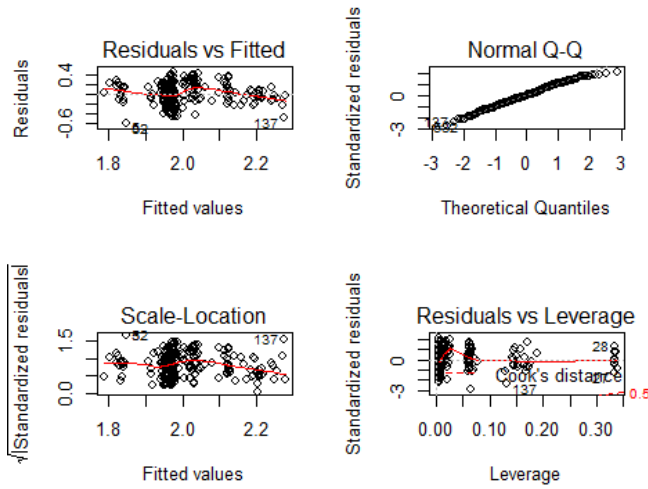 Residuals vs Fitted
Residuals
0.4
-0.6
52
137
1.8
2.0
2.2
Fitted values
Normal Q-Q
Standardized residuals
0
-3
137
-3
-2
-1
0
1
2
3
Theoretical Quantiles
Scale-Location
√|Standardized residuals|
1.5
0.0
52
137
1.8
2.0
2.2
Fitted values
Residuals vs Leverage
Standardized residuals
0
-3
28
27
Cook's distance
137
0.5
0.00
0.10
0.20
0.30
Leverage